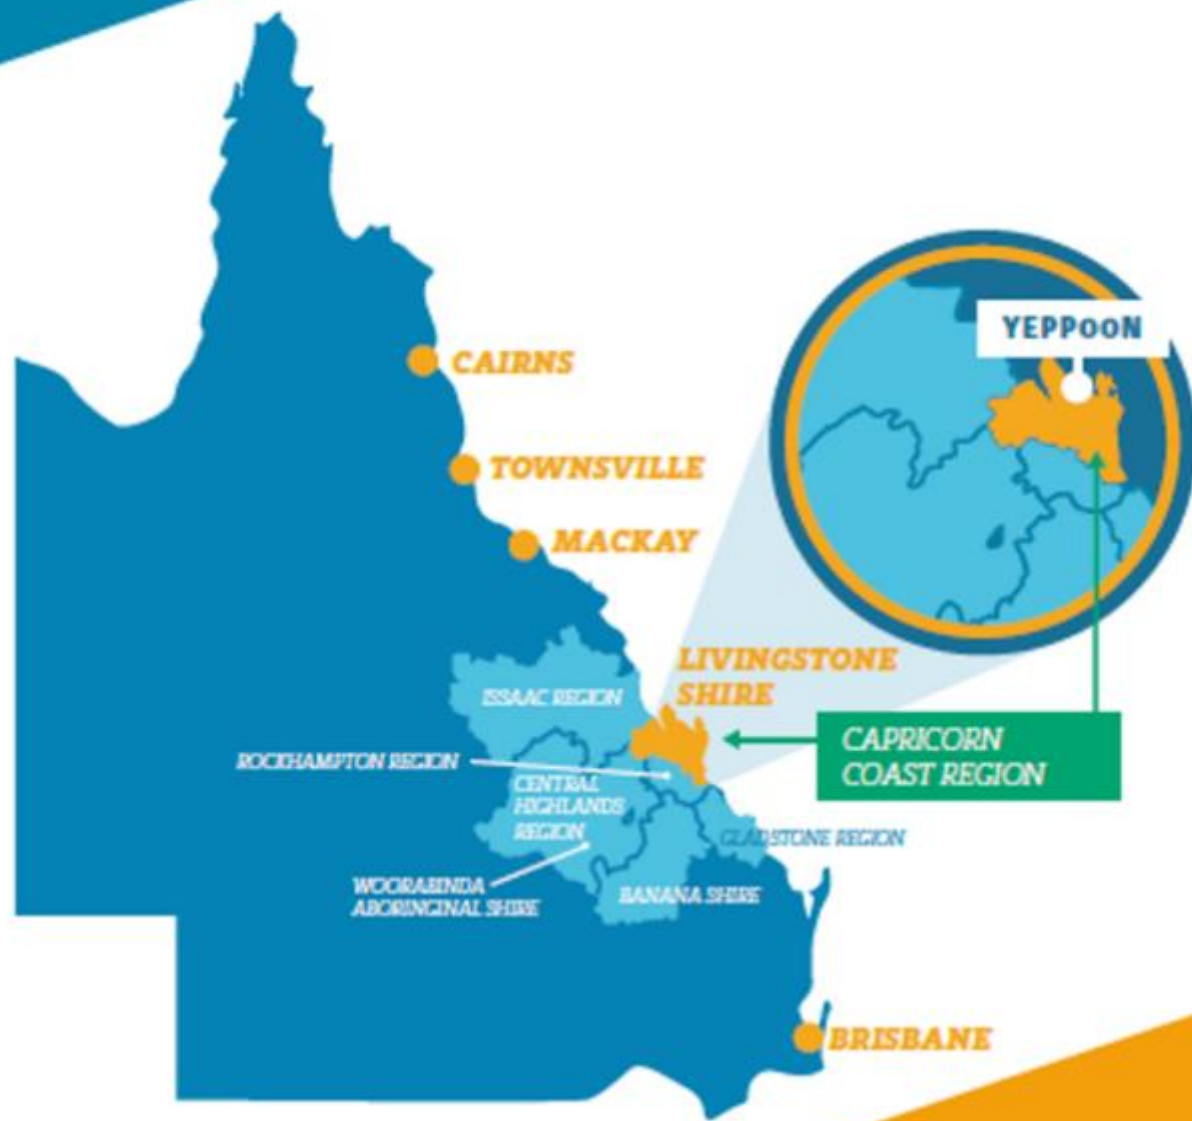 CAIRNS
YEPPOON
TOWNSVILLE
MACKAY
LIVINGSTONE
SHIRE
ISSAAC REGION
CAPRICORN
COAST REGION
ROCKHAMPTON REGION
CENTRAL
HIGHLANDS
REGION
GLADSTONE REGION
WOORABINDA
ABORINGINAL SHIRE
BANANA SHIRE
BRISBANE